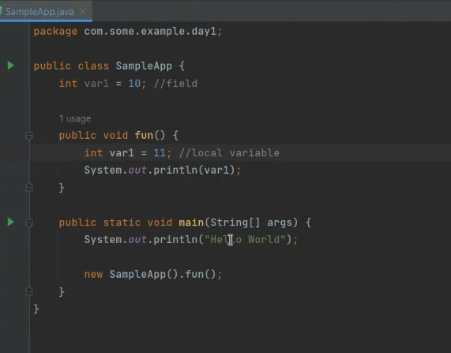 SampleApp.java ×
package com.some.example.day1;
public class SampleApp {
int var1 = 10; //field
1 usage
public void fun() {
int var1 = 11; //local variable
System.out.println(var1);
}
public static void main(String[] args) {
System.out.println("Hello World");
new SampleApp().fun();
}
}